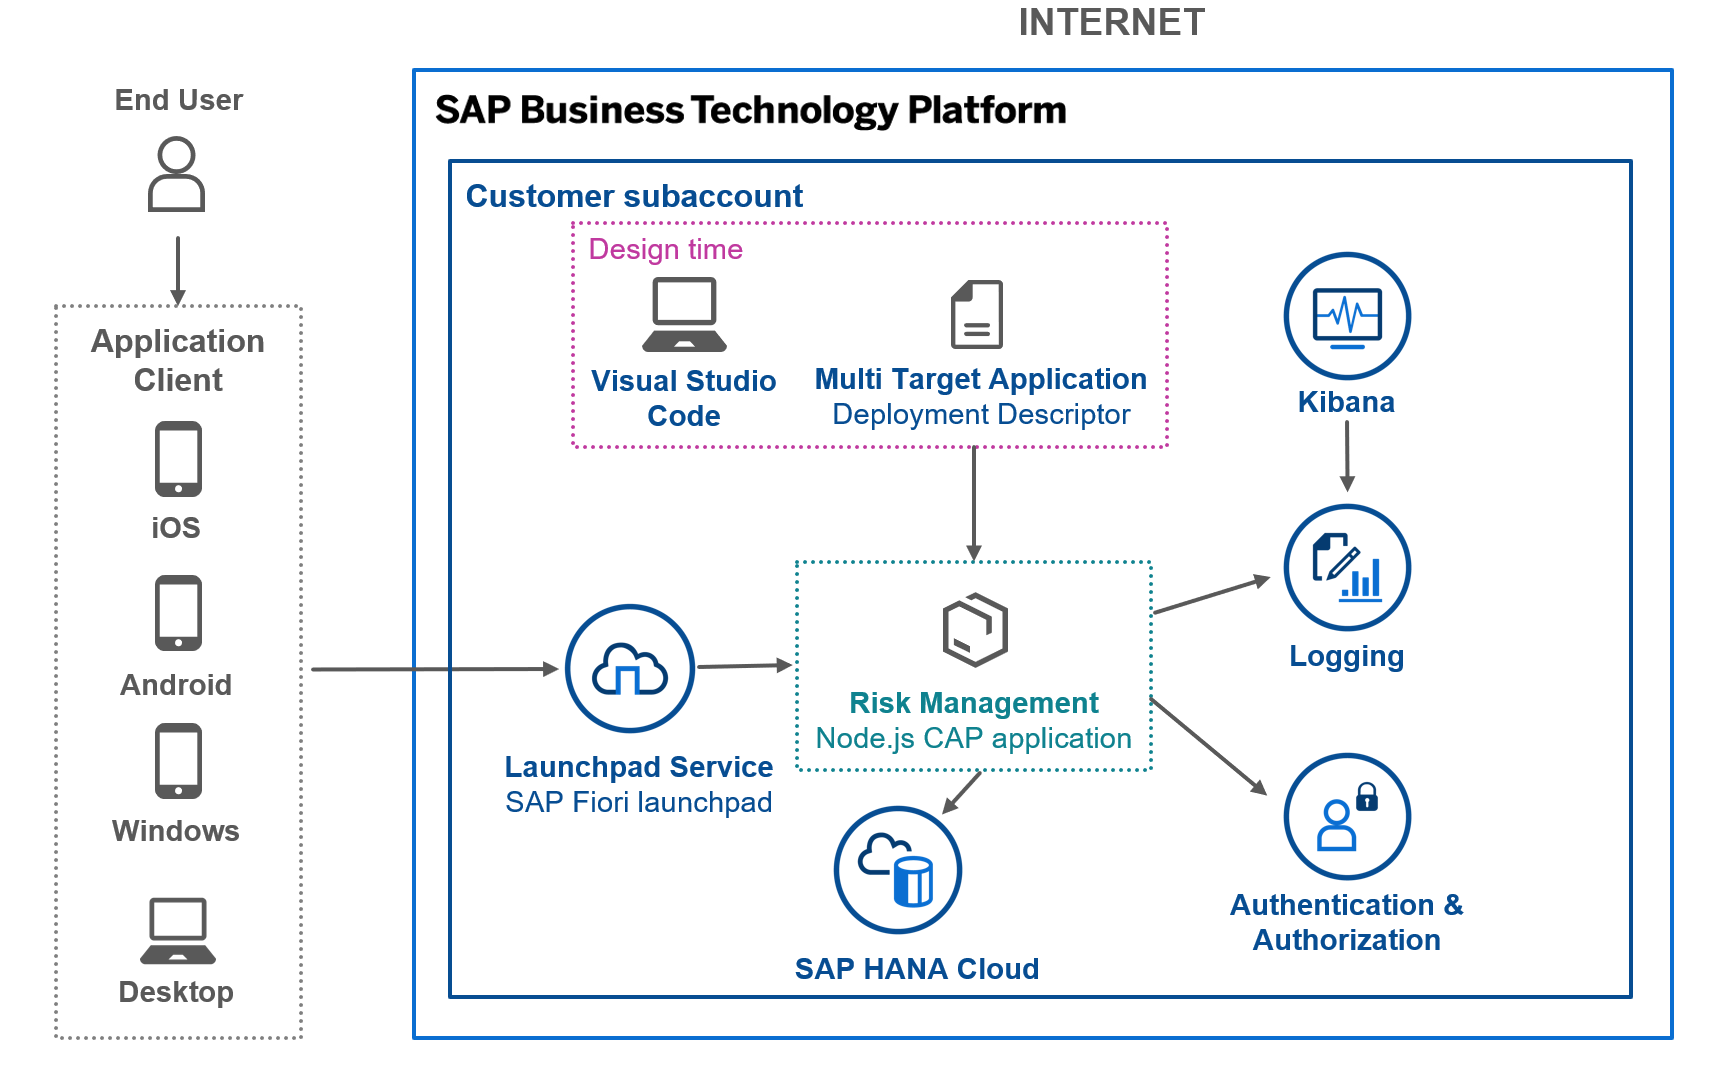 INTERNET
End User
Application
Client
iOS
Android
Windows
Desktop
SAP Business Technology Platform
Customer subaccount
Design time
Visual Studio
Code
Multi Target Application
Deployment Descriptor
Kibana
Logging
Launchpad Service
SAP Fiori launchpad
Risk Management
Node.js CAP application
SAP HANA Cloud
Authentication &
Authorization